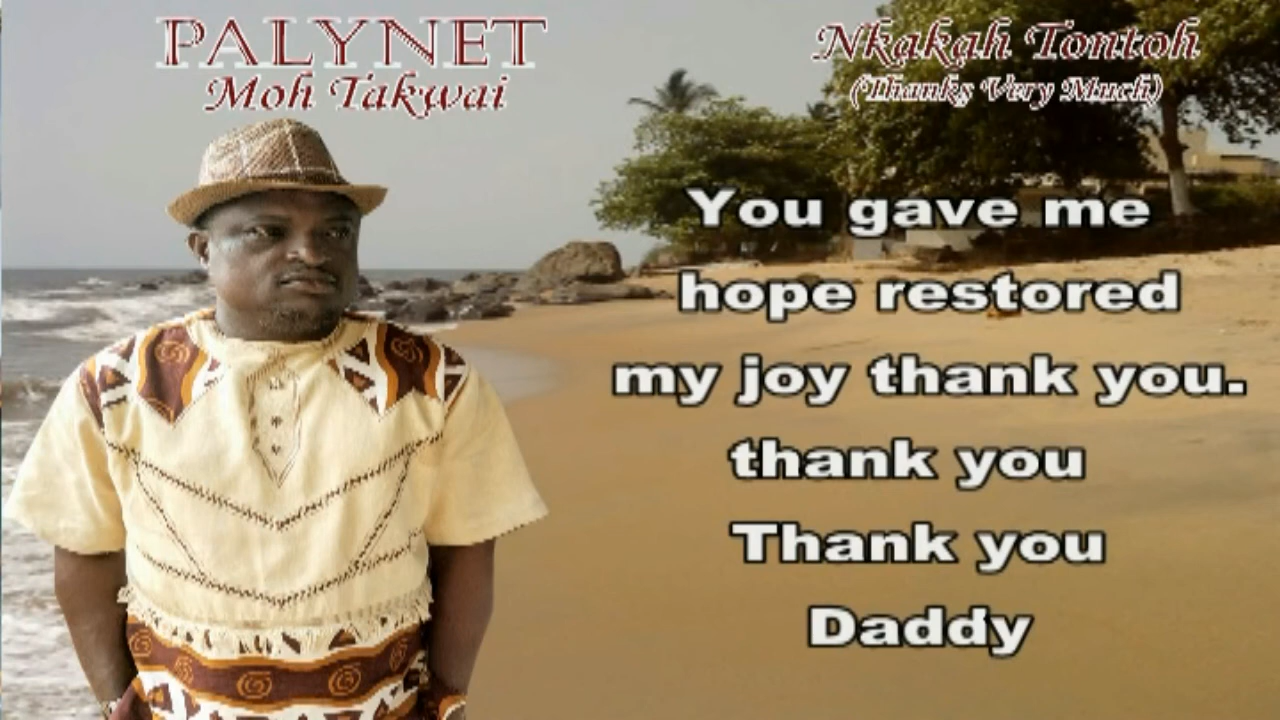 PALYNET
Moh Takwai
Nkakah Tontoh
(Thanks Very Much)
You gave me
hope restored
my joy thank you.
thank you
Thank you
Daddy